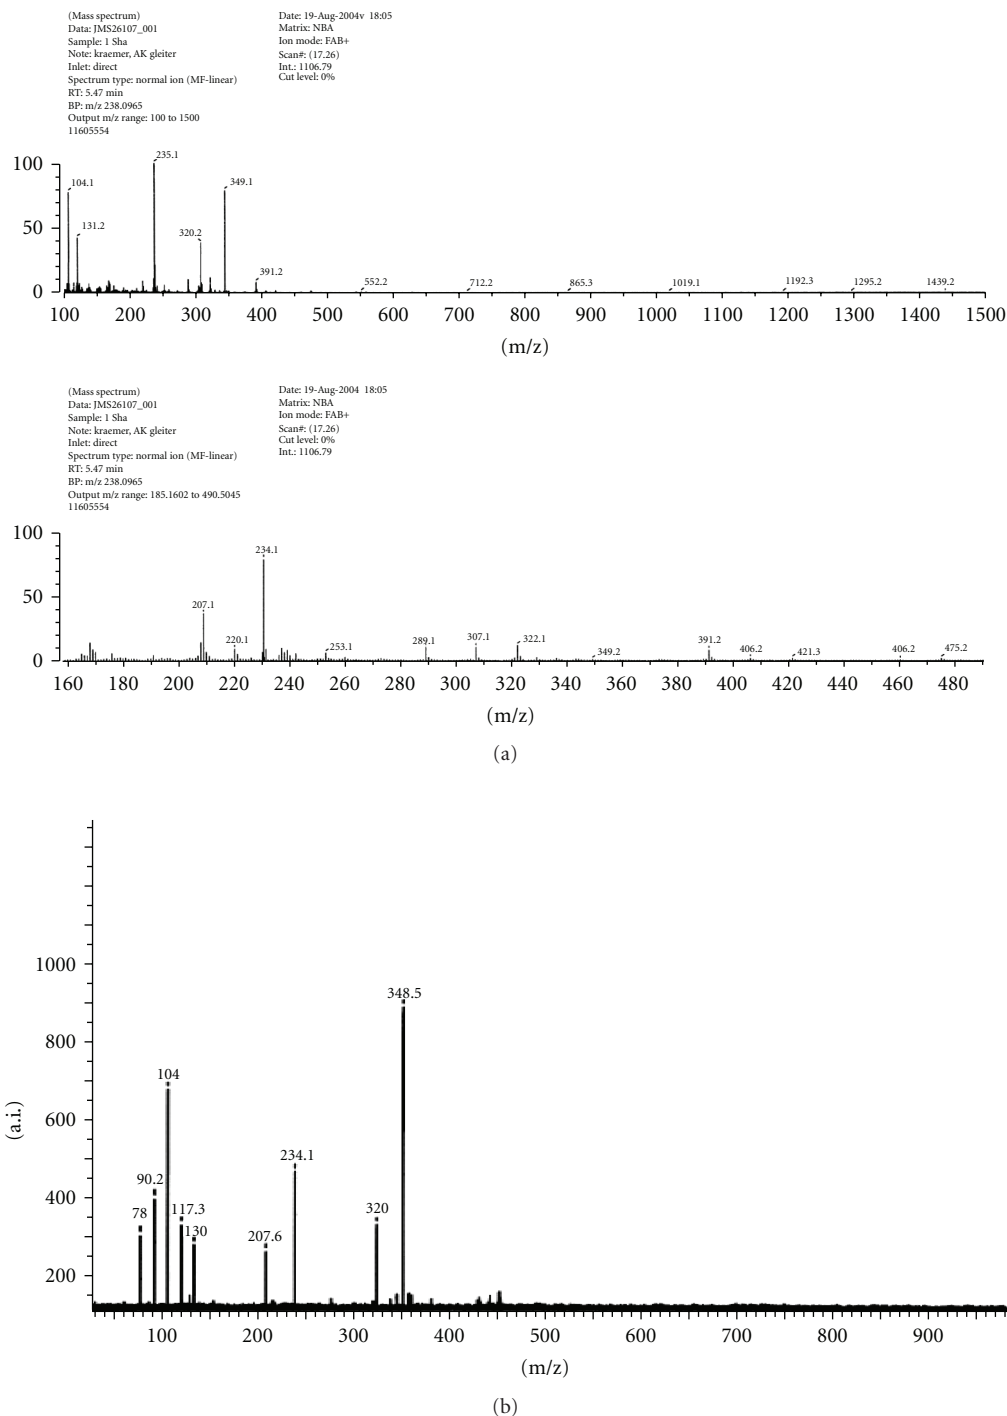 (Mass spectrum)
Data: JMS26107_001
Sample: 1 Sha
Note: kraemer, AK gleiter
Inlet: direct
Spectrum type: normal ion (MF-linear)
RT: 5.47 min
BP: m/z 238.0965
Output m/z range: 100 to 1500
11605554
Date: 19-Aug-2004v 18:05
Matrix: NBA
Ion mode: FAB+
Scan#: (17.26)
Int.: 1106.79
Cut level: 0%
100
50
0
104.1
131.2
235.1
320.2
349.1
391.2
552.2
712.2
865.3
1019.1
1192.3
1295.2
1439.2
100 200 300 400 500 600 700 800 900 1000 1100 1200 1300 1400 1500
(m/z)
(Mass spectrum)
Data: JMS26107_001
Sample: 1 Sha
Note: kraemer, AK gleiter
Inlet: direct
Spectrum type: normal ion (MF-linear)
RT: 5.47 min
BP: m/z 238.0965
Output m/z range: 185.1602 to 490.5045
11605554
Date: 19-Aug-2004 18:05
Matrix: NBA
Ion mode: FAB+
Scan#: (17.26)
Cut level: 0%
Int.: 1106.79
100
50
0
207.1
220.1
234.1
253.1
289.1
307.1
322.1
349.2
391.2
406.2
421.3
406.2
475.2
160 180 200 220 240 260 280 300 320 340 360 380 400 420 440 460 480
(m/z)
(a)
1000
800
600
400
200
(a.i.)
78
90.2
104
117.3
130
207.6
234.1
320
348.5
100 200 300 400 500 600 700 800 900
(m/z)
(b)